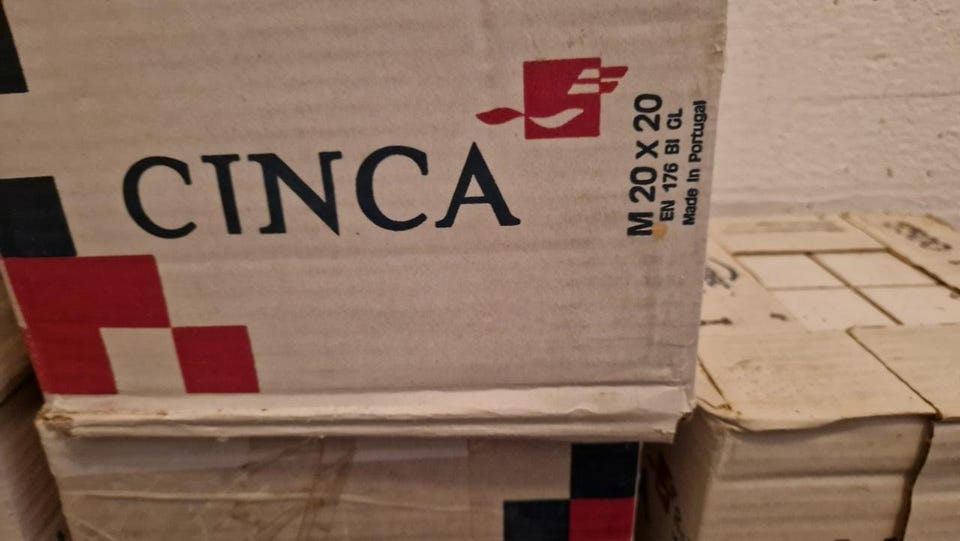 CINCA
M 20 X 20
EN 176 BI GL
Made in Portugal